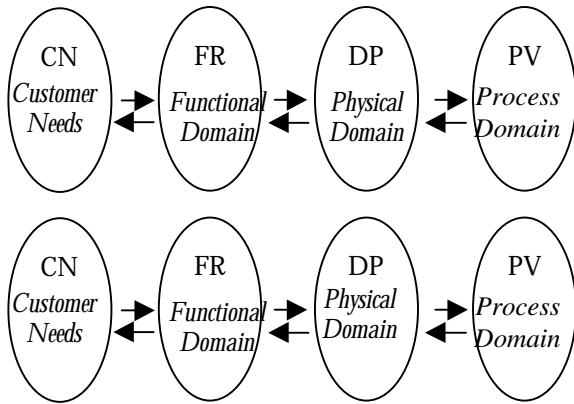 CN FR DP PV
Customer Functional Physical Process
Needs Domain Domain Domain
CN FR DP PV
Customer Functional Physical Process
Needs Domain Domain Domain